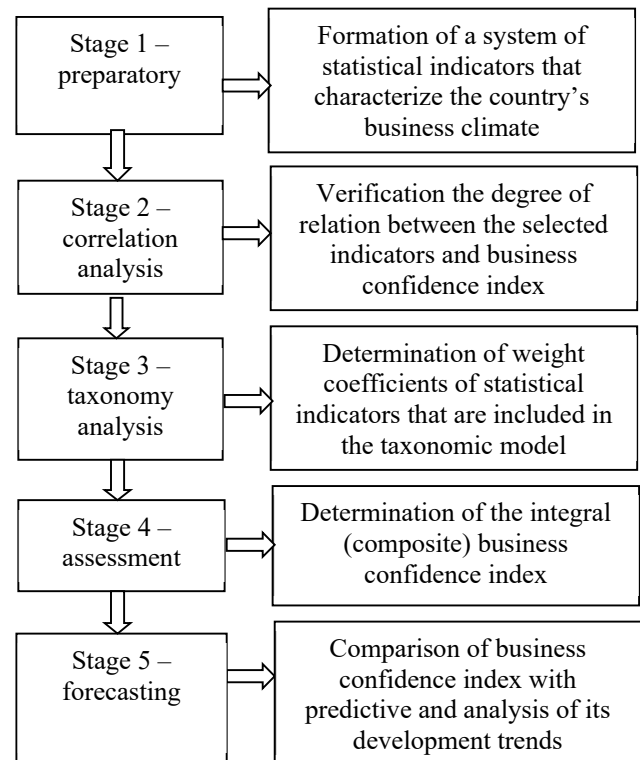 Stage 1 –
preparatory
Formation of a system of
statistical indicators that
characterize the country’s
business climate
Stage 2 –
correlation
analysis
Verification the degree of
relation between the selected
indicators and business
confidence index
Stage 3 –
taxonomy
analysis
Determination of weight
coefficients of statistical
indicators that are included in
the taxonomic model
Stage 4 –
assessment
Determination of the integral
(composite) business
confidence index
Stage 5 –
forecasting
Comparison of business
confidence index with
predictive and analysis of its
development trends